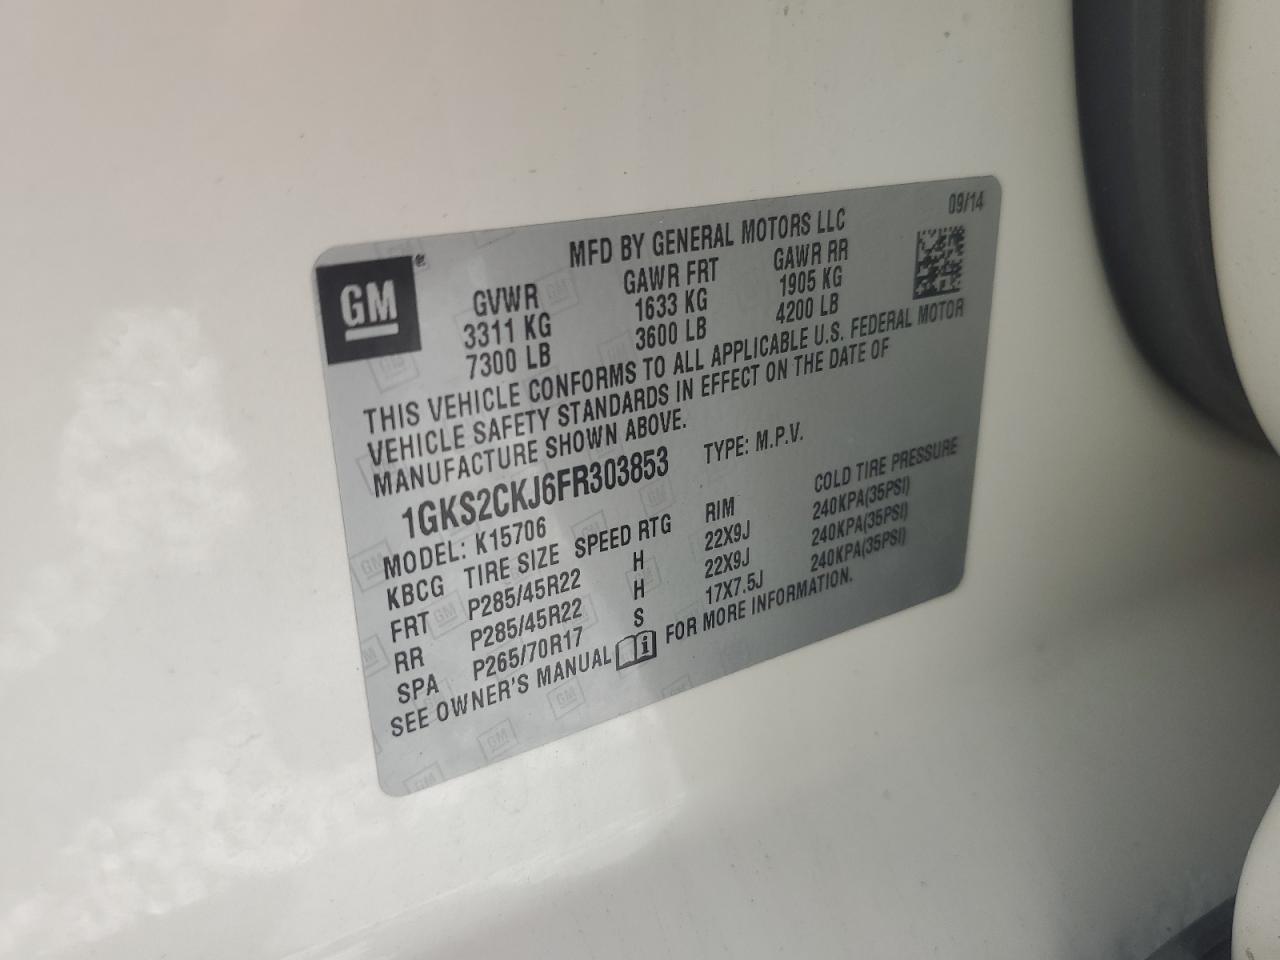 09/14
MFD BY GENERAL MOTORS LLC
GM
GVWR GAWR FRT GAWR RR
3311 KG 1633 KG 1905 KG
7300 LB 3600 LB 4200 LB
THIS VEHICLE CONFORMS TO ALL APPLICABLE U.S. FEDERAL MOTOR
VEHICLE SAFETY STANDARDS IN EFFECT ON THE DATE OF
MANUFACTURE SHOWN ABOVE.
1GKS2CKJ6FR303853 TYPE: M.P.V.
MODEL: K15706
KBCG TIRE SIZE SPEED RTG RIM COLD TIRE PRESSURE
FRT P285/45R22 H 22X9J 240KPA(35PSI)
RR P285/45R22 H 22X9J 240KPA(35PSI)
SPA P265/70R17 S 17X7.5J 240KPA(35PSI)
SEE OWNER'S MANUAL i FOR MORE INFORMATION.